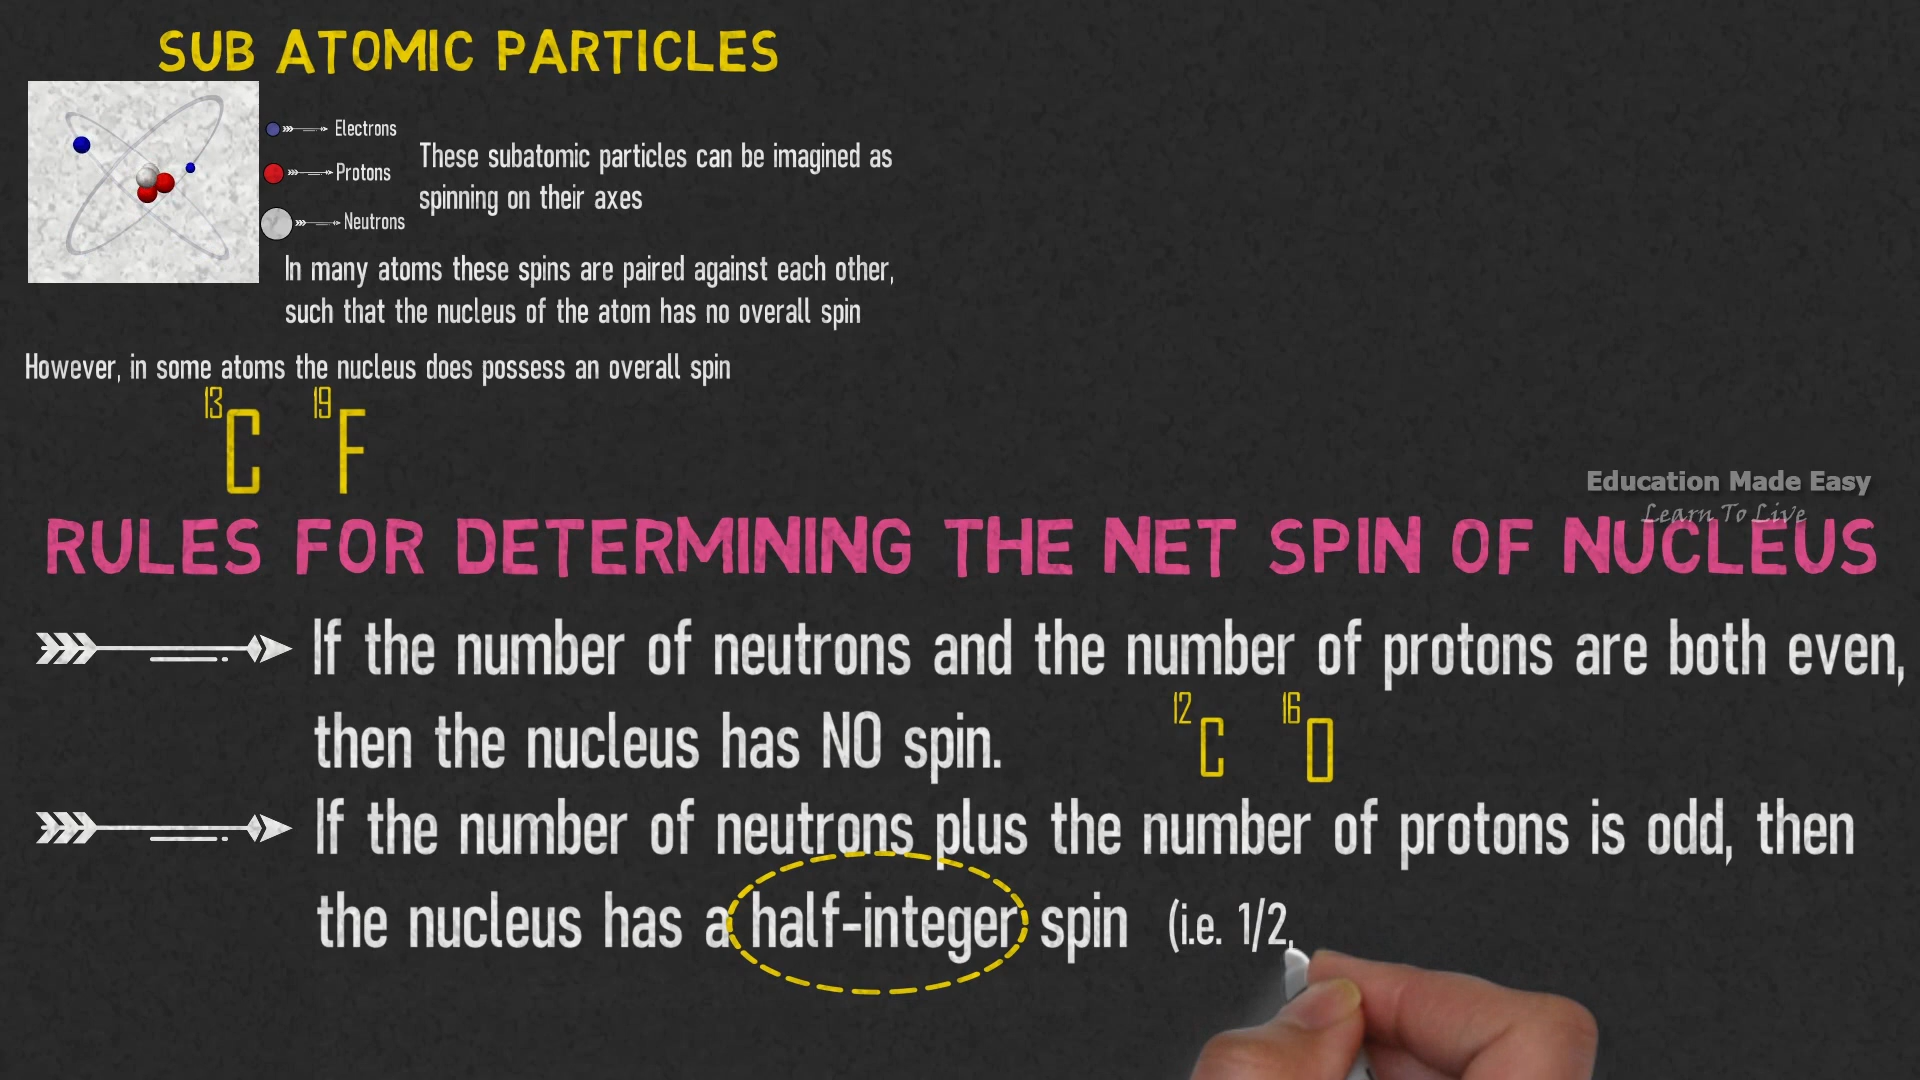 SUB ATOMIC PARTICLES
Electrons
Protons
Neutrons
These subatomic particles can be imagined as
spinning on their axes
In many atoms these spins are paired against each other,
such that the nucleus of the atom has no overall spin
However, in some atoms the nucleus does possess an overall spin
13C 19F
Education Made Easy
Learn To Live
RULES FOR DETERMINING THE NET SPIN OF NUCLEUS
If the number of neutrons and the number of protons are both even,
then the nucleus has NO spin. 12C 16O
If the number of neutrons plus the number of protons is odd, then
the nucleus has a half-integer spin (i.e. 1/2,